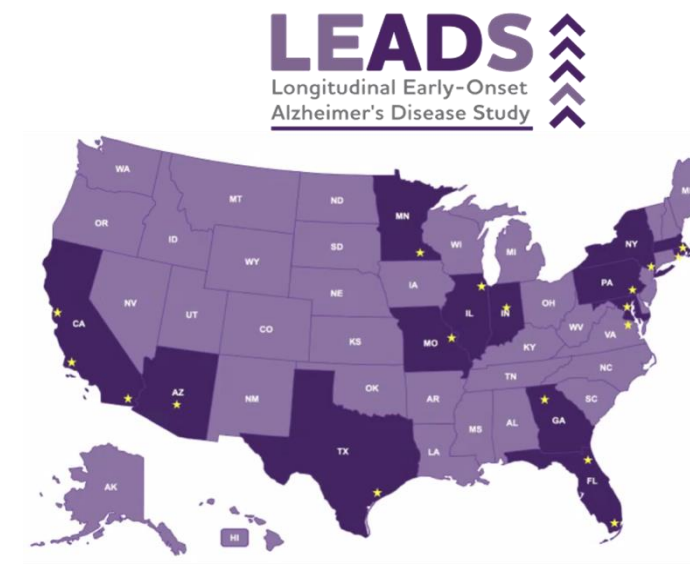 LEADS
Longitudinal Early-Onset
Alzheimer's Disease Study
WA
MT
ND
MN
OR
ID
SD
WI
MI
NY
WY
IA
PA
NE
NV
UT
IL
IN
OH
CA
CO
KS
MO
WV
VA
KY
NC
TN
AZ
NM
OK
AR
SC
MS
AL
GA
TX
LA
FL
AK
HI